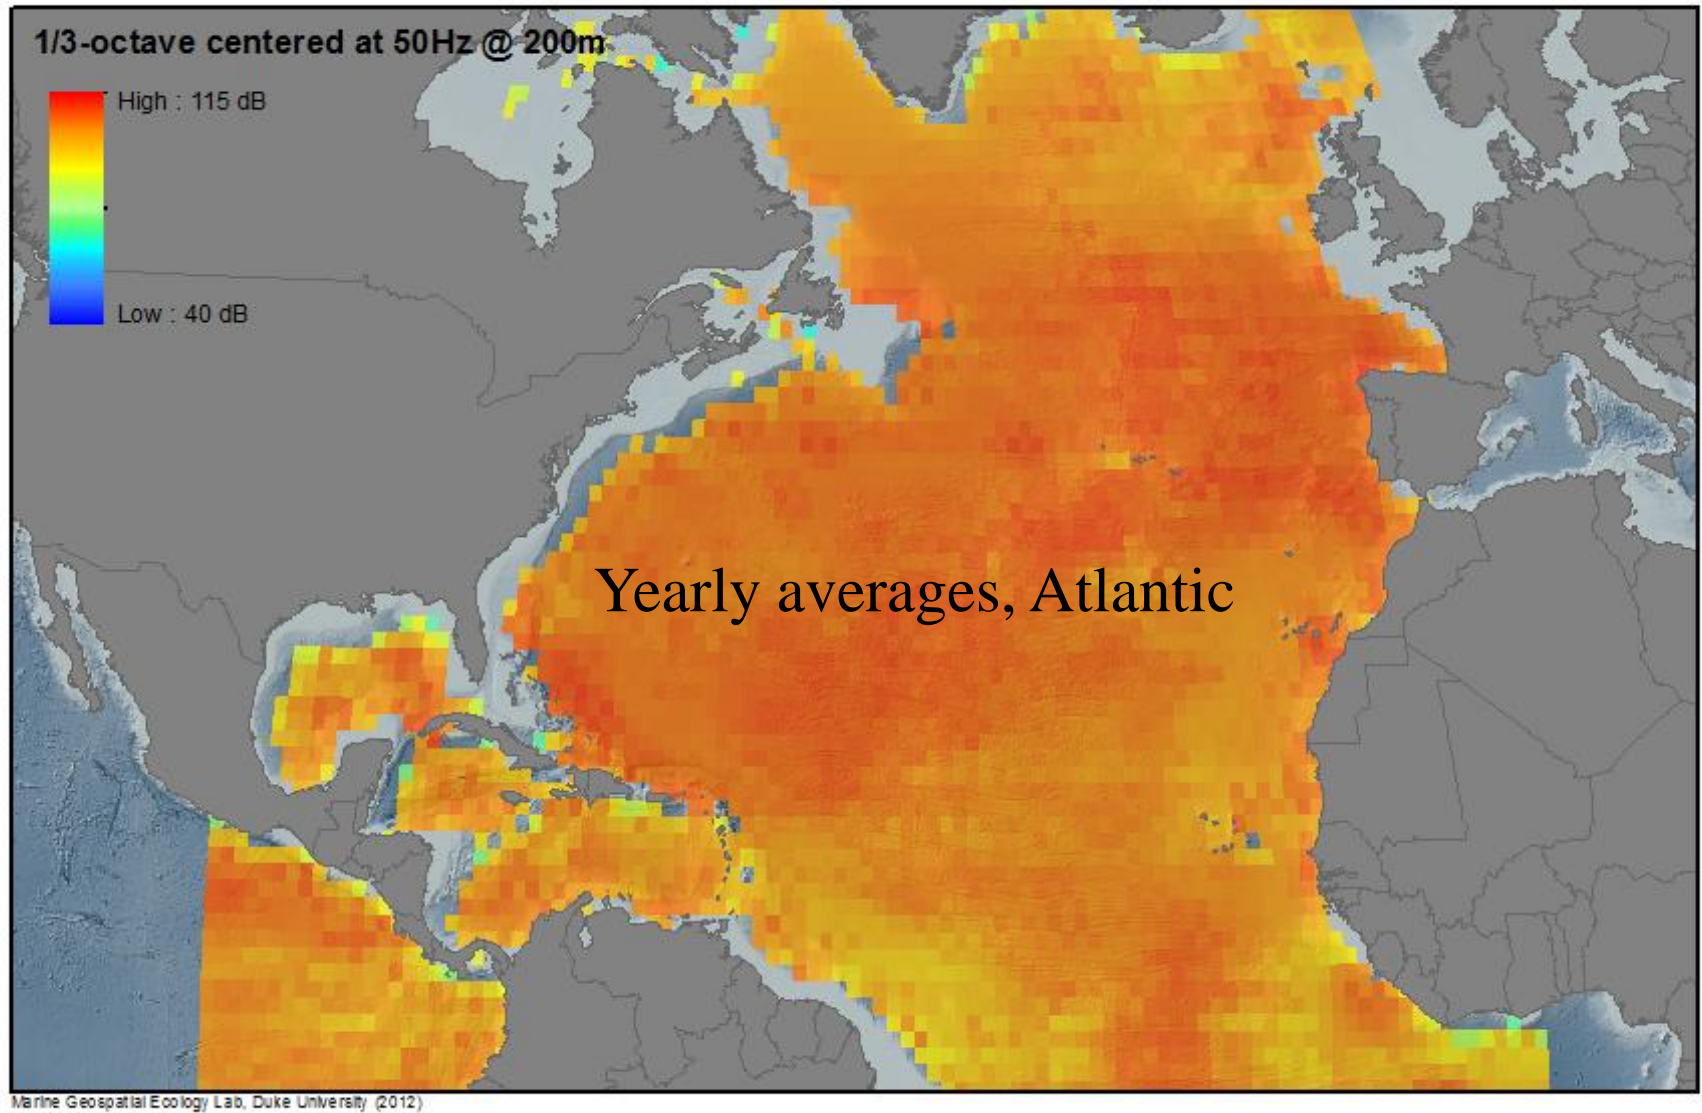 1/3-octave centered at 50Hz @ 200m
High : 115 dB
Low : 40 dB
Yearly averages, Atlantic
Marine Geospatial Ecology Lab, Duke University (2012)